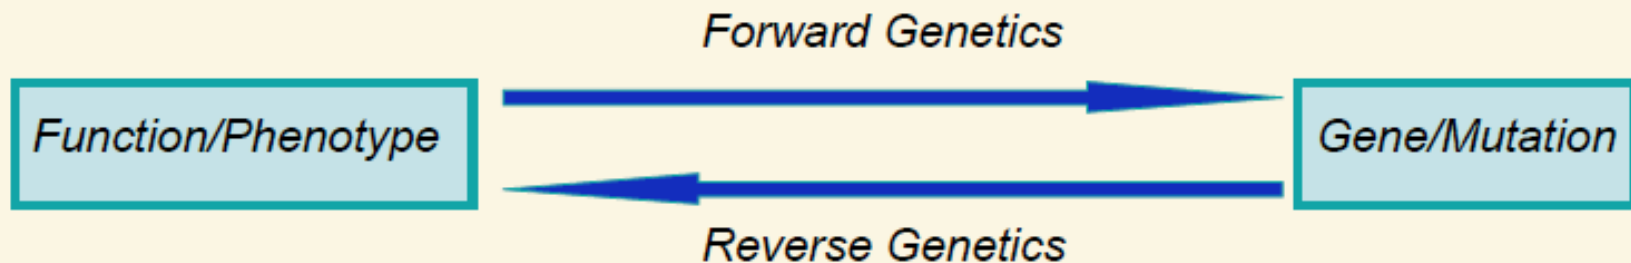 Forward Genetics
Function/Phenotype
Gene/Mutation
Reverse Genetics